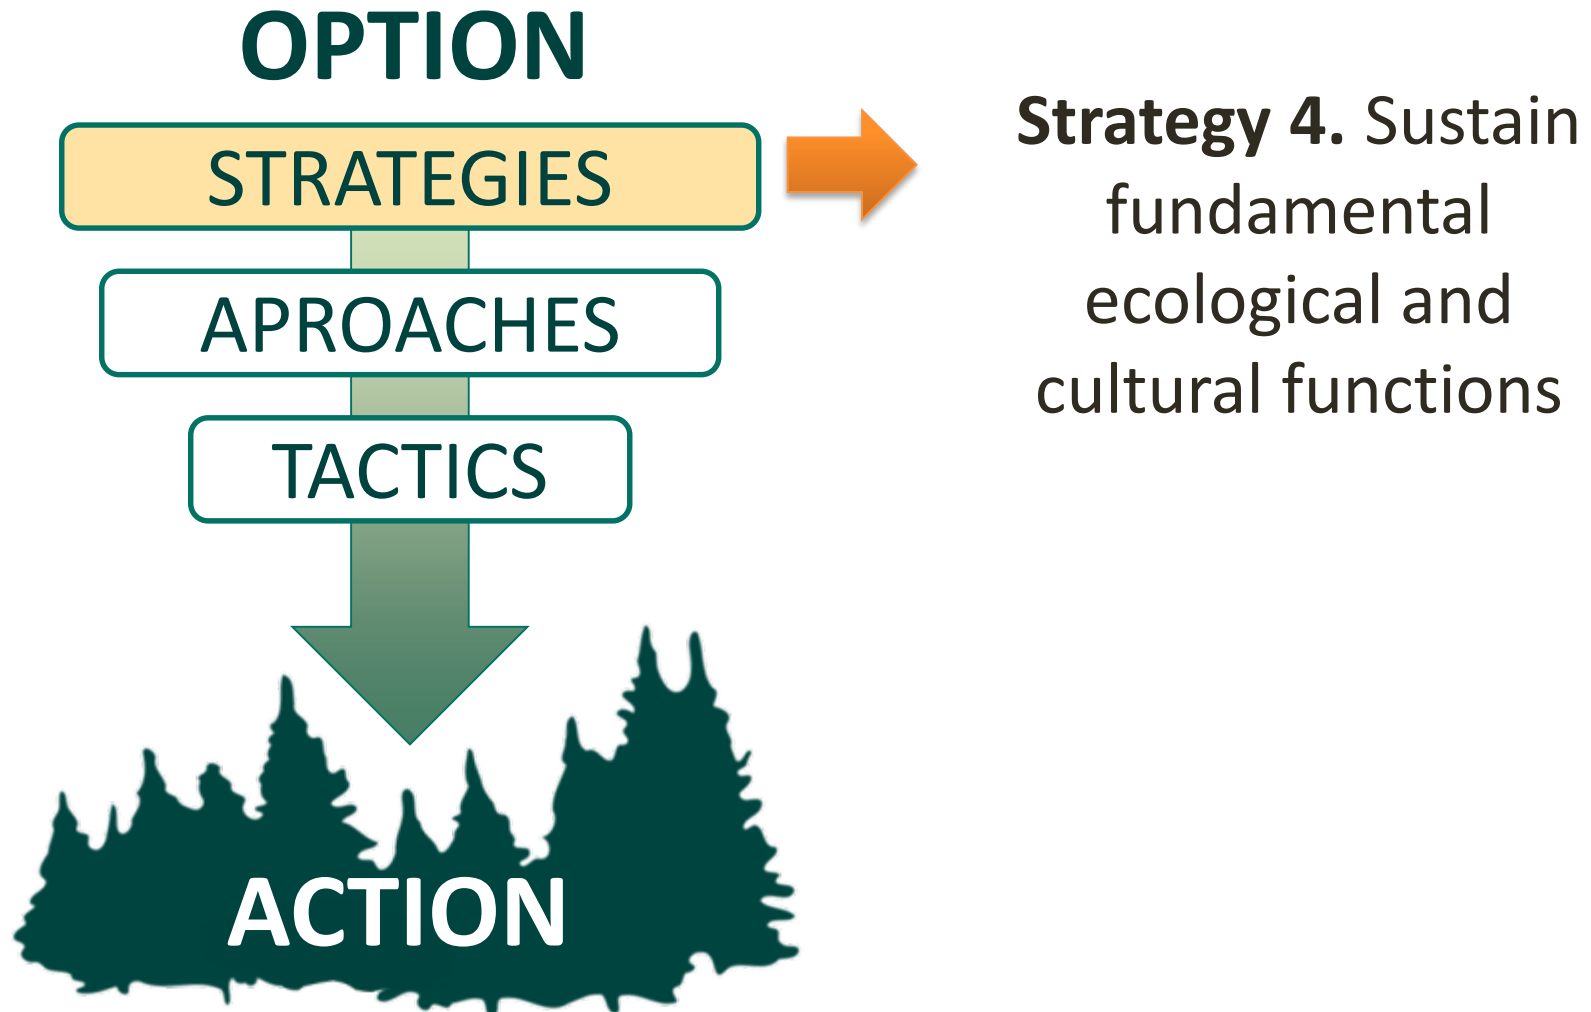 OPTION
STRATEGIES
APROACHES
TACTICS
ACTION
Strategy 4. Sustain
fundamental
ecological and
cultural functions